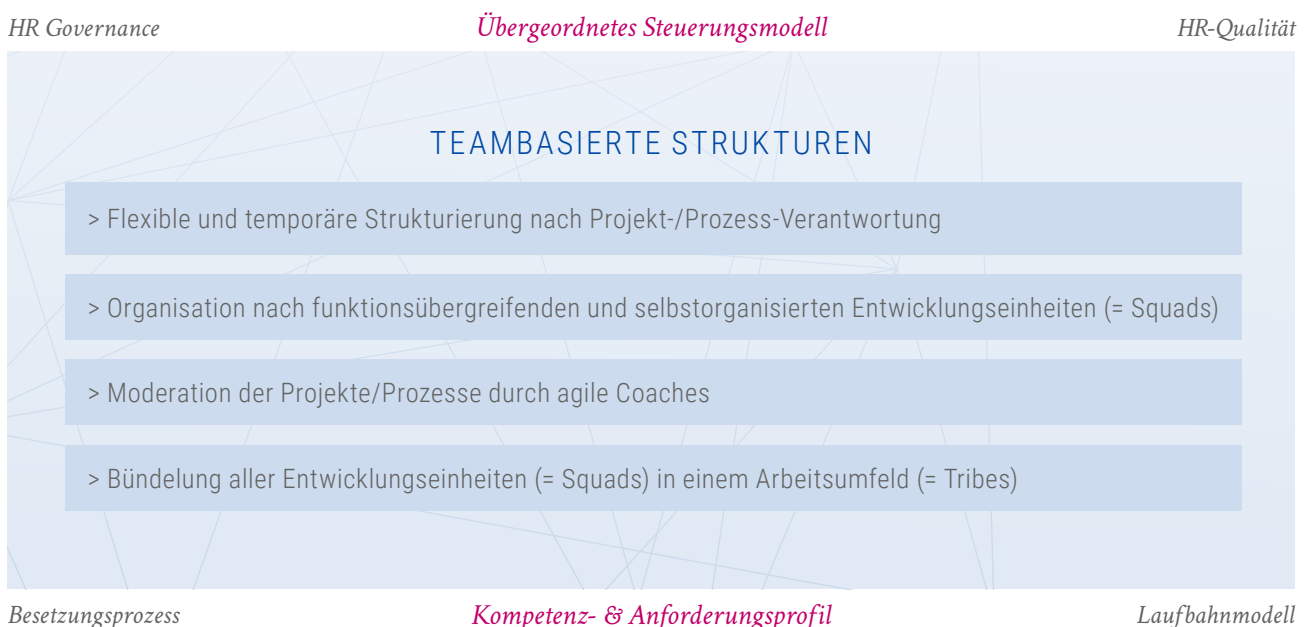 HR Governance
Übergeordnetes Steuerungsmodell
HR-Qualität
TEAMBASIERTE STRUKTUREN
> Flexible und temporäre Strukturierung nach Projekt-/Prozess-Verantwortung
> Organisation nach funktionsübergreifenden und selbstorganisierten Entwicklungseinheiten (= Squads)
> Moderation der Projekte/Prozesse durch agile Coaches
> Bündelung aller Entwicklungseinheiten (= Squads) in einem Arbeitsumfeld (= Tribes)
Besetzungsprozess
Kompetenz- & Anforderungsprofil
Laufbahnmodell